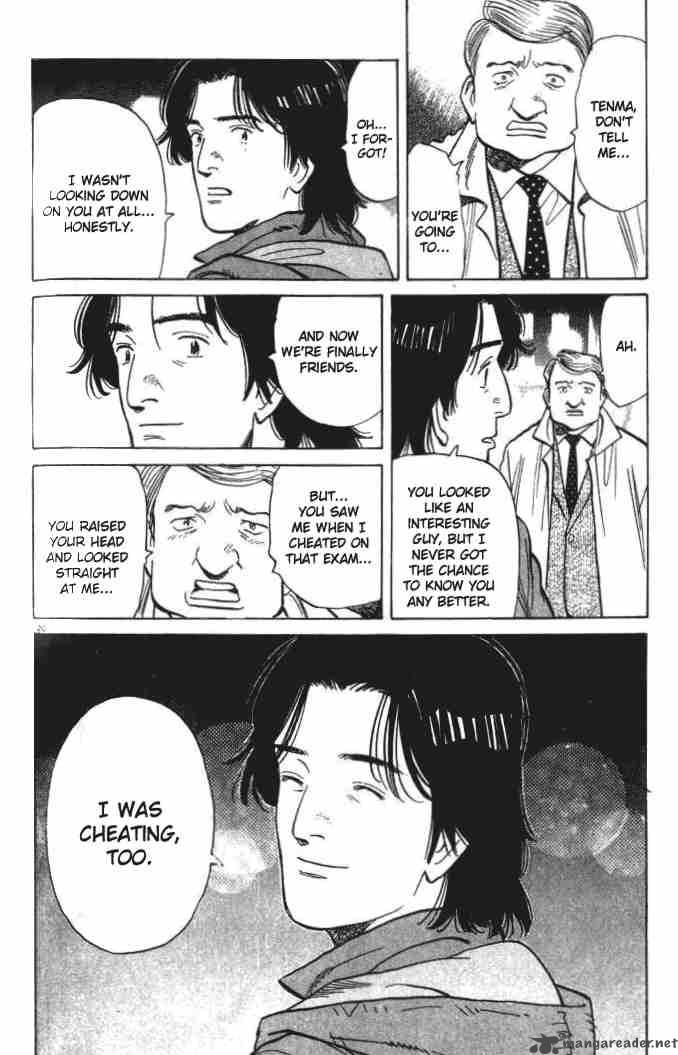 TENMA,
DON'T
TELL
ME...
YOU'RE
GOING
TO...
OH...
I FOR-
GOT!
I WASN'T
LOOKING DOWN
ON YOU AT ALL...
HONESTLY.
AH.
YOU LOOKED
LIKE AN
INTERESTING
GUY, BUT I
NEVER GOT
THE CHANCE
TO KNOW YOU
ANY BETTER.
AND NOW
WE'RE FINALLY
FRIENDS.
BUT...
YOU SAW
ME WHEN I
CHEATED ON
THAT EXAM...
YOU RAISED
YOUR HEAD
AND LOOKED
STRAIGHT
AT ME...
I WAS
CHEATING,
TOO.
mangareader.net